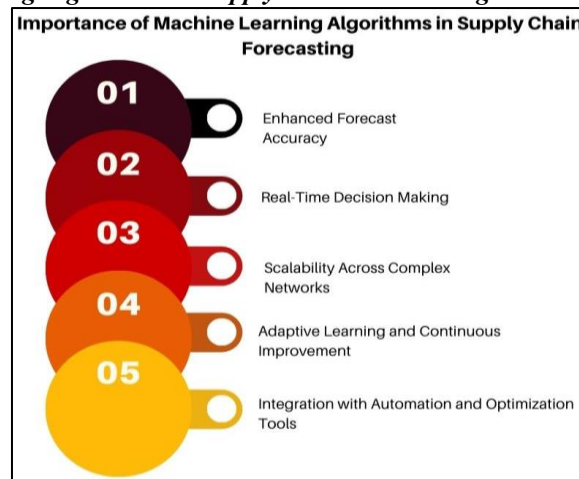 Importance of Machine Learning Algorithms in Supply Chain
Forecasting
01
Enhanced Forecast
Accuracy
02
Real-Time Decision Making
03
Scalability Across Complex
Networks
04
Adaptive Learning and Continuous
Improvement
05
Integration with Automation and Optimization
Tools